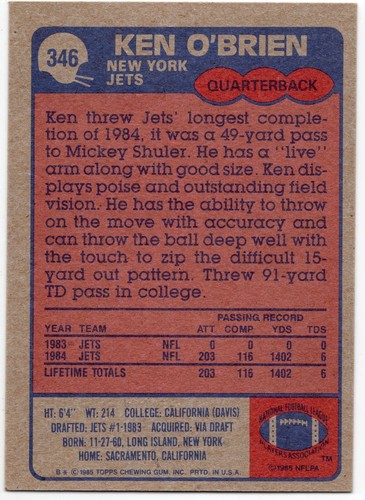 346
KEN O'BRIEN
NEW YORK
JETS
QUARTERBACK
Ken threw Jets' longest comple-
tion of 1984, it was a 49-yard pass
to Mickey Shuler. He has a "live"
arm along with good size. Ken dis-
plays poise and outstanding field
vision. He has the ability to throw
on the move with accuracy and
can throw the ball deep well with
the touch to zip the difficult 15-
yard out pattern. Threw 91-yard
TD pass in college.
PASSING RECORD
YEAR TEAM ATT COMP YDS TDS
1983 JETS NFL 0 0 0 0
1984 JETS NFL 203 116 1402 6
LIFETIME TOTALS 203 116 1402 6
HT: 6'4" WT: 214 COLLEGE: CALIFORNIA (DAVIS)
DRAFTED: JETS #1-1983 ACQUIRED: VIA DRAFT
BORN: 11-27-60, LONG ISLAND, NEW YORK
HOME: SACRAMENTO, CALIFORNIA
B* © 1985 TOPPS CHEWING GUM, INC. PRTD. IN U.S.A.
NATIONAL FOOTBALL LEAGUE
PLAYERS ASSOCIATION
© 1985 NFLPA